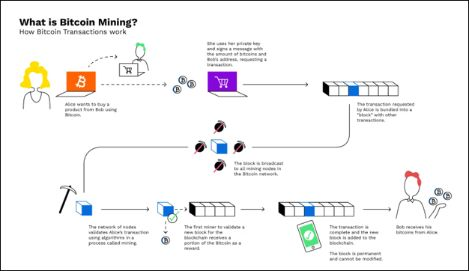 What is Bitcoin Mining?
How Bitcoin Transactions work
She uses her private key
and signs a message with
the amount of bitcoins and
Bob's address, requesting a
transaction.
Alice wants to buy a
product from Bob using
Bitcoin.
The transaction requested
by Alice is bundled into a
"block" with other
transactions.
The block is broadcast to
all mining nodes in
the Bitcoin network.
The network of nodes
validates Alice's transaction
using algorithms in a
process called mining.
The first miner to validate a
new block for the
blockchain receives a
portion of the Bitcoin as a
reward.
The transaction is
complete and the new
block is added to the
blockchain.
The block is permanent
and cannot be modified.
Bob receives his
bitcoins from Alice.